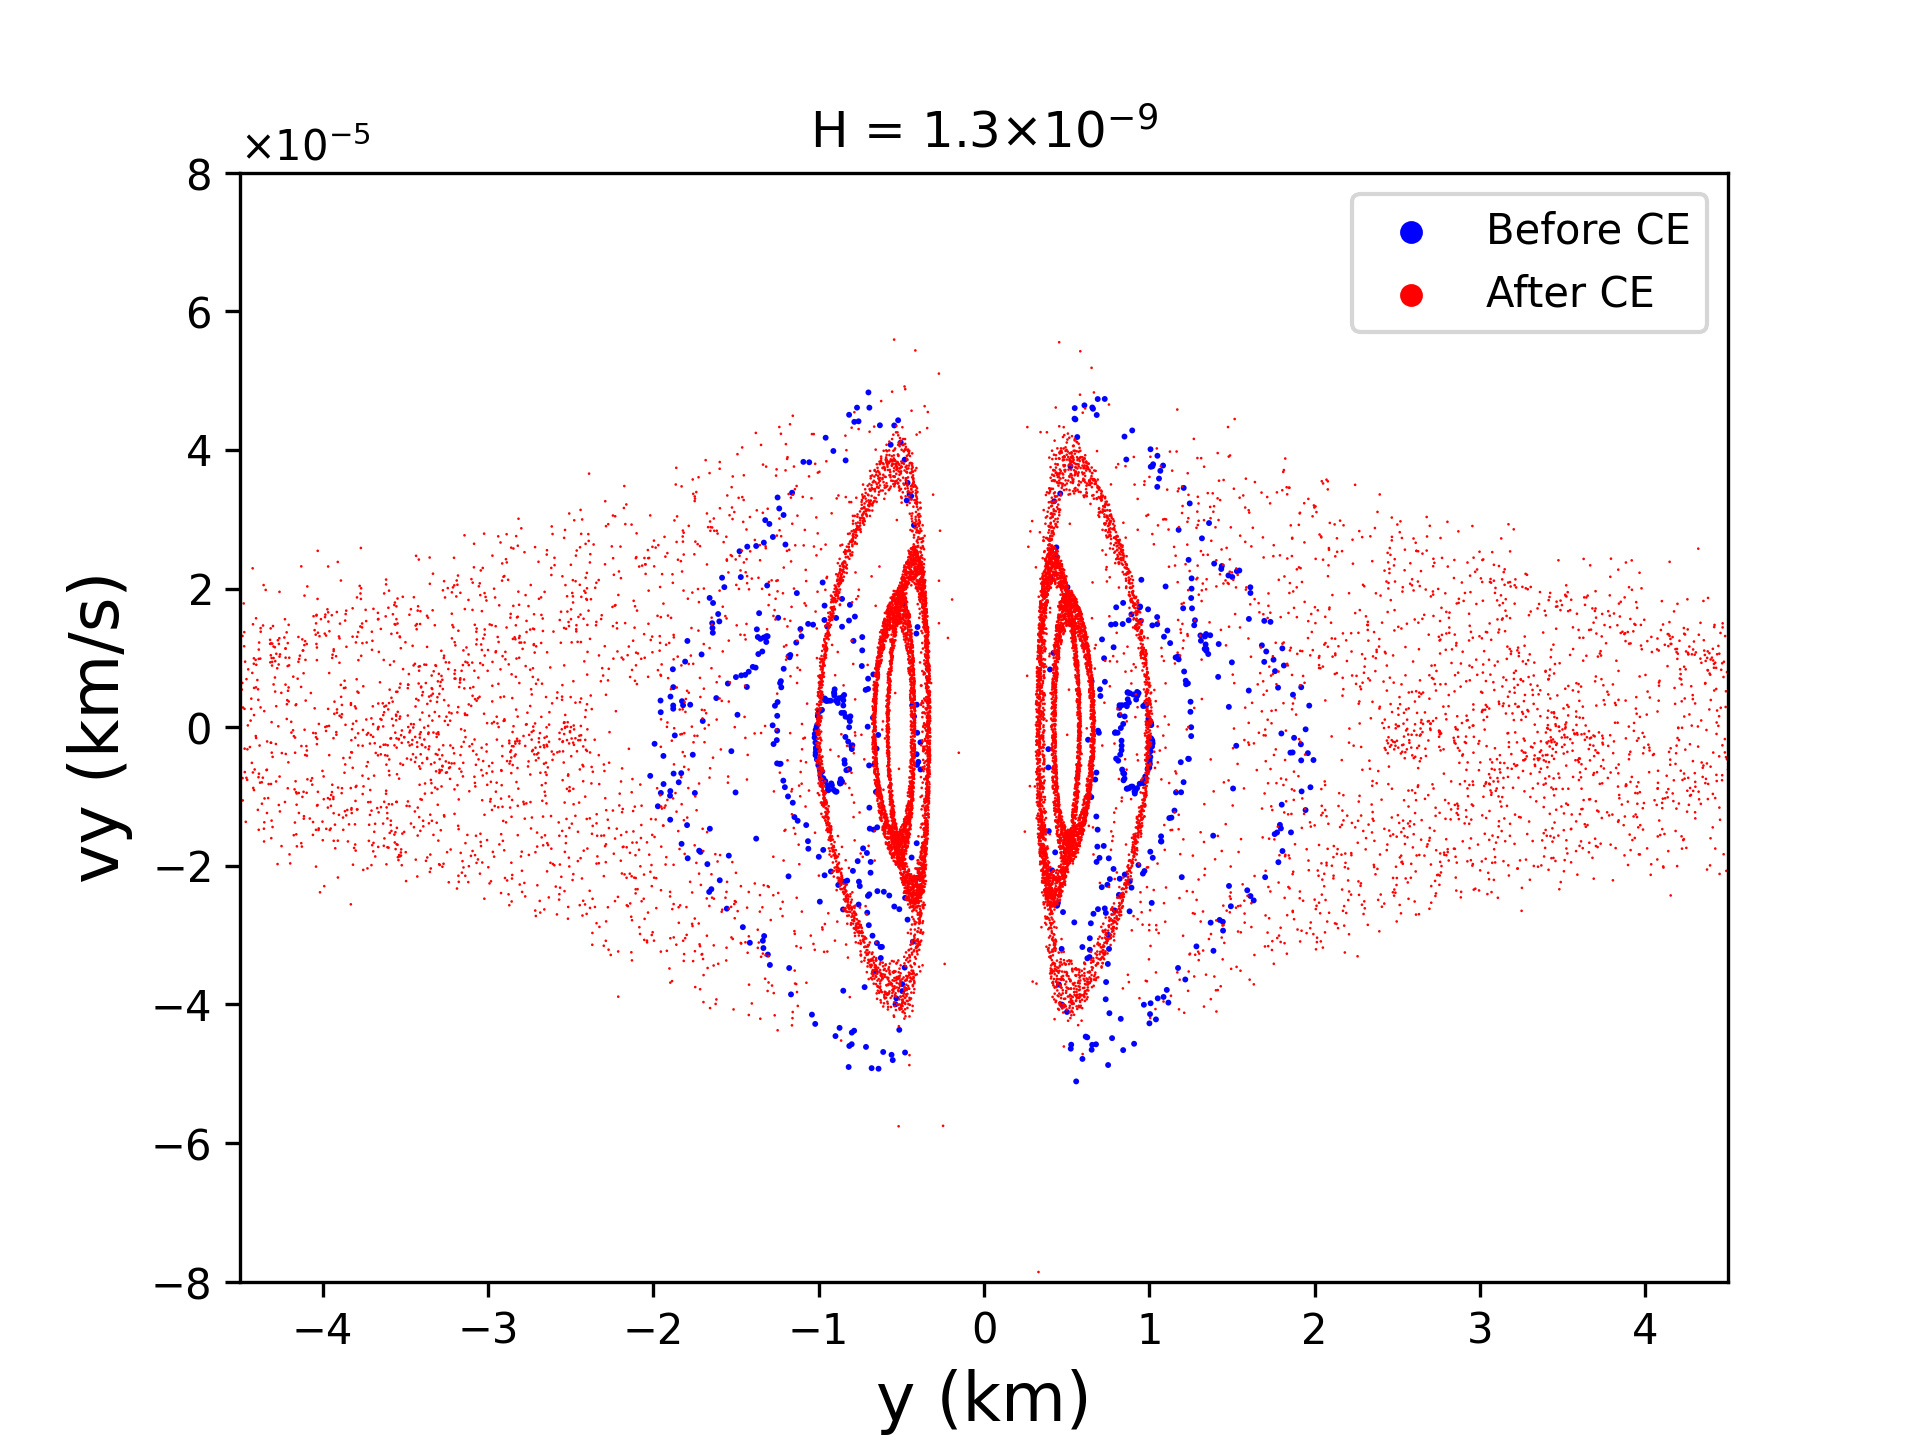 H = 1.3×10⁻⁹
×10⁻⁵
Before CE
After CE
8
6
4
2
0
−2
−4
−6
−8
vy (km/s)
−4 −3 −2 −1 0 1 2 3 4
y (km)